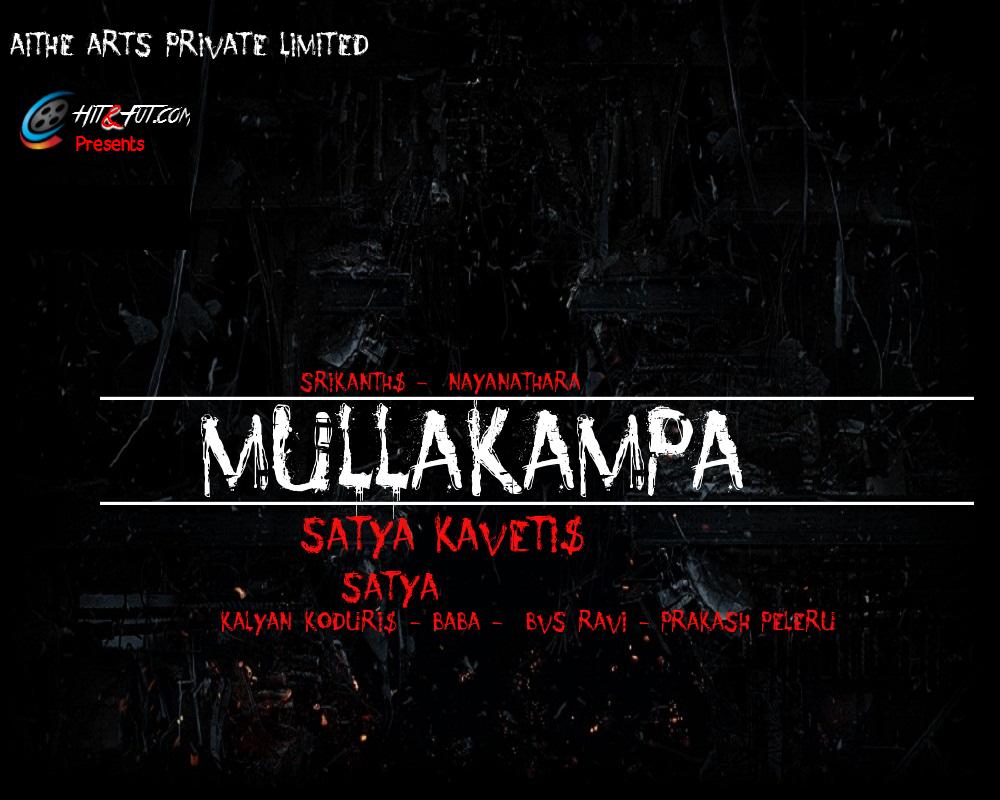 AITHE ARTS PRIVATE LIMITED
HIT&FUT.COM
Presents
SRIKANTH$ - NAYANATHARA
MULLAKAMPA
SATYA KAVETI$
SATYA
KALYAN KODURI$ - BABA - BVS RAVI - PRAKASH PELERU